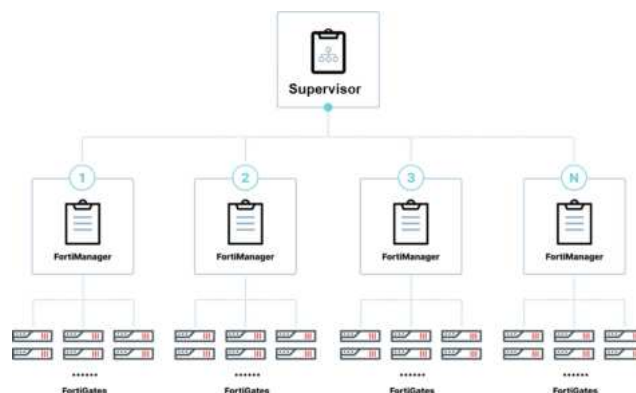 Supervisor
1
2
3
N
FortiManager
FortiManager
FortiManager
FortiManager
......
......
......
......
FortiGates
FortiGates
FortiGates
FortiGates